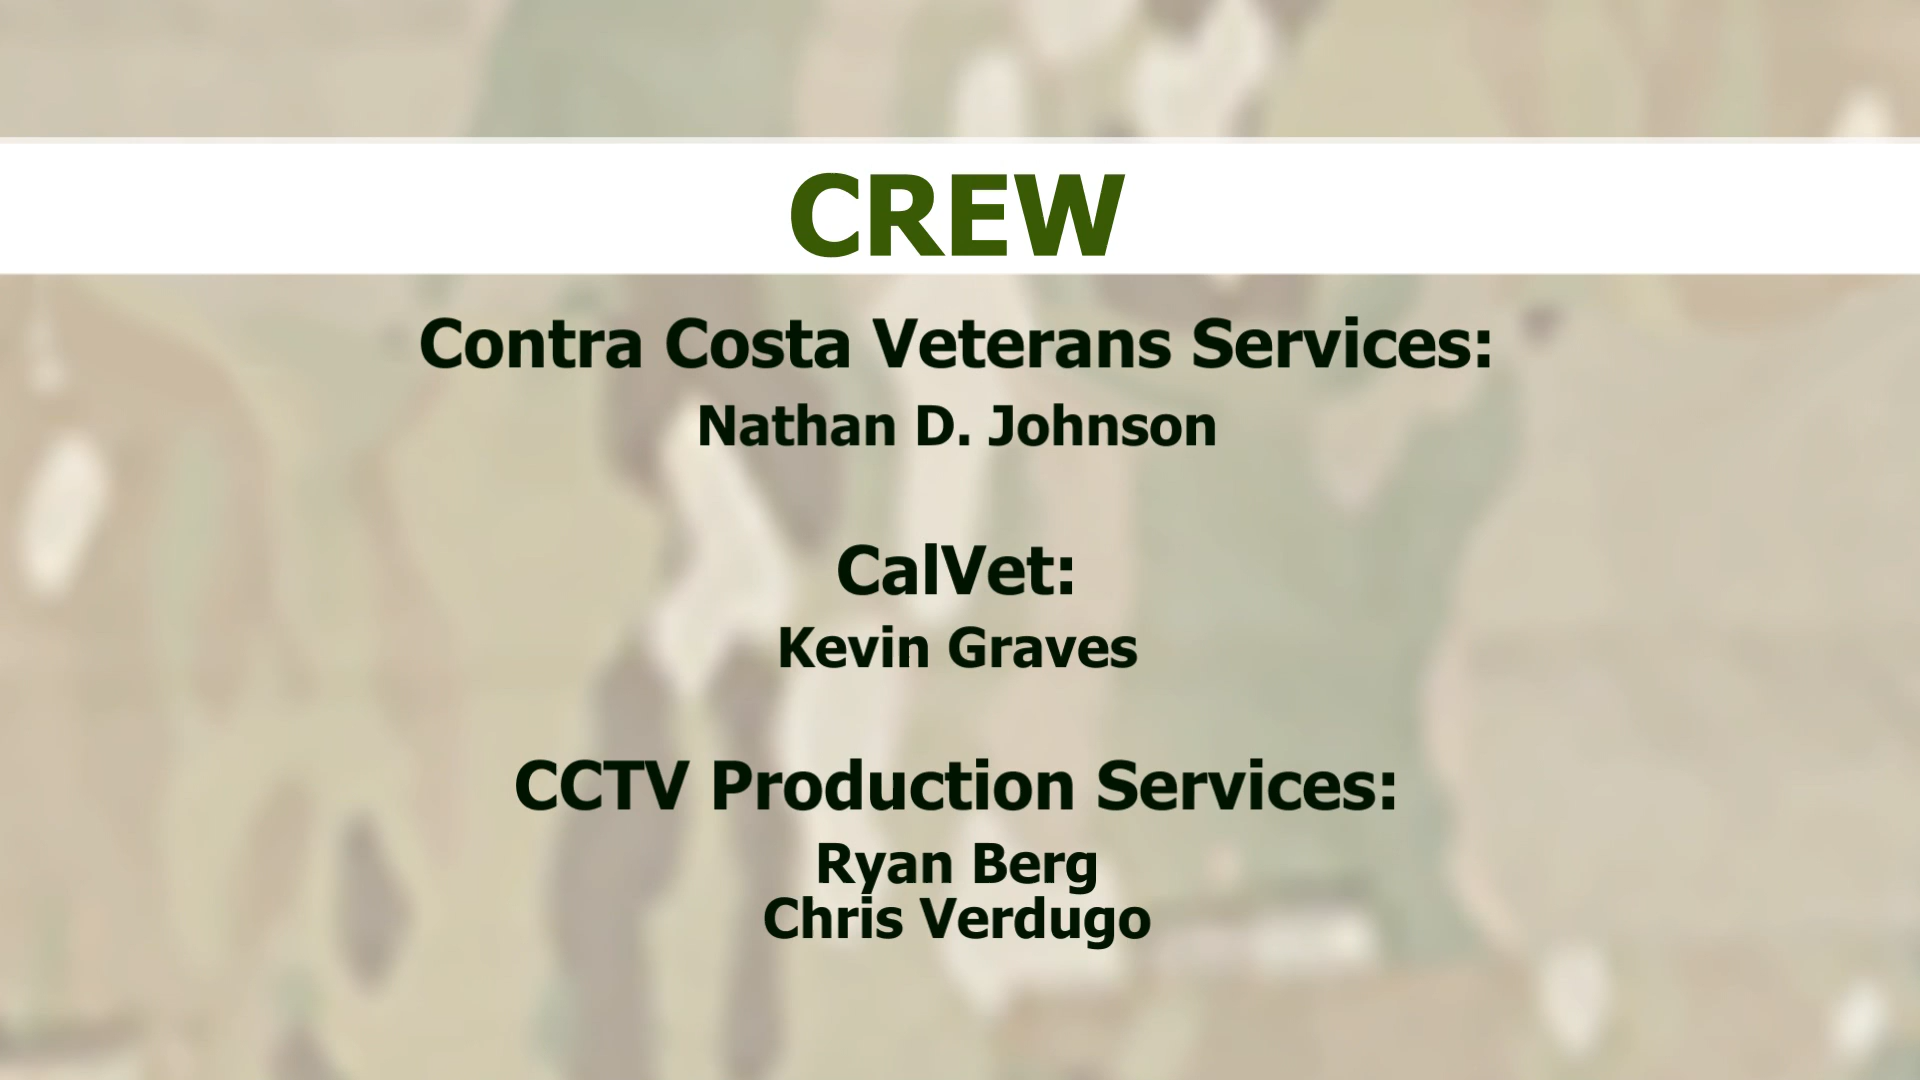 CREW
Contra Costa Veterans Services:
Nathan D. Johnson
CalVet:
Kevin Graves
CCTV Production Services:
Ryan Berg
Chris Verdugo